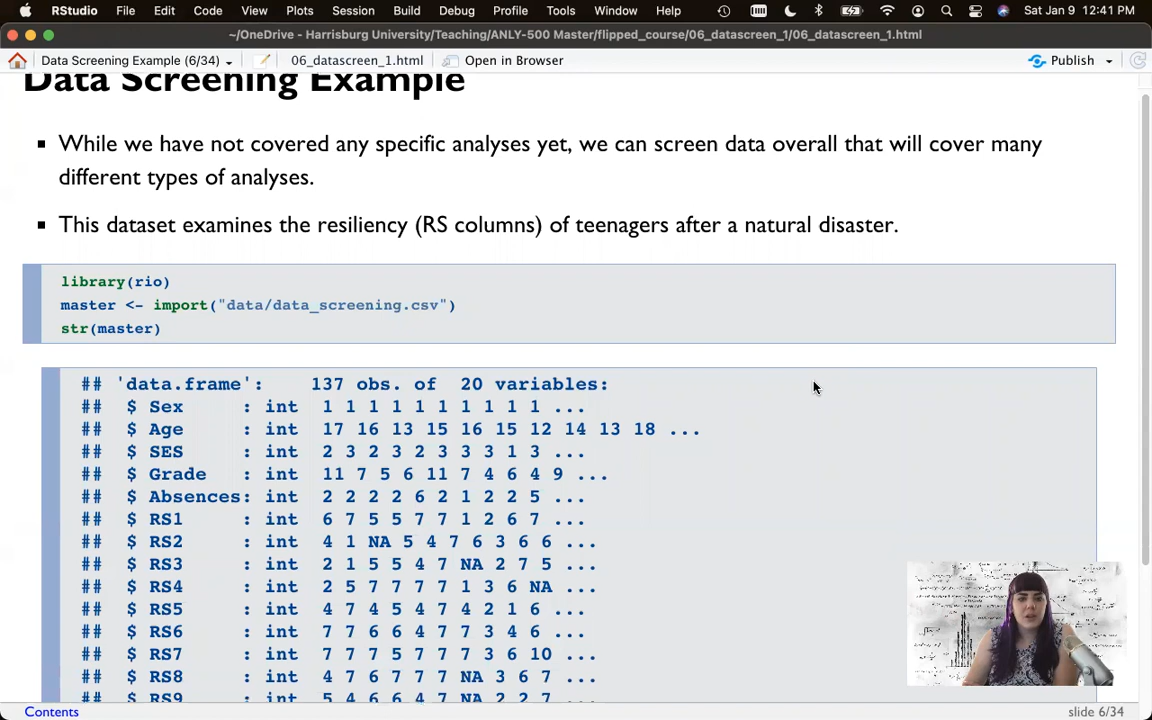 RStudio File Edit Code View Plots Session Build Debug Profile Tools Window Help Sat Jan 9 12:41 PM
~/OneDrive - Harrisburg University/Teaching/ANLY-500 Master/flipped_course/06_datascreen_1/06_datascreen_1.html
Data Screening Example (6/34) 06_datascreen_1.html Open in Browser Publish
Data Screening Example
While we have not covered any specific analyses yet, we can screen data overall that will cover many
different types of analyses.
This dataset examines the resiliency (RS columns) of teenagers after a natural disaster.
library(rio)
master <- import("data/data_screening.csv")
str(master)
## 'data.frame': 137 obs. of 20 variables:
## $ Sex : int 1 1 1 1 1 1 1 1 1 1 ...
## $ Age : int 17 16 13 15 16 15 12 14 13 18 ...
## $ SES : int 2 3 2 3 2 3 3 3 1 3 ...
## $ Grade : int 11 7 5 6 11 7 4 6 4 9 ...
## $ Absences: int 2 2 2 2 6 2 1 2 2 5 ...
## $ RS1 : int 6 7 5 5 7 7 1 2 6 7 ...
## $ RS2 : int 4 1 NA 5 4 7 6 3 6 6 ...
## $ RS3 : int 2 1 5 5 4 7 NA 2 7 5 ...
## $ RS4 : int 2 5 7 7 7 7 1 3 6 NA ...
## $ RS5 : int 4 7 4 5 4 7 4 2 1 6 ...
## $ RS6 : int 7 7 6 6 4 7 7 3 4 6 ...
## $ RS7 : int 7 7 7 5 7 7 7 3 6 10 ...
## $ RS8 : int 4 7 6 7 7 7 NA 3 6 7 ...
## $ RS9 : int 5 4 6 6 4 7 NA 2 2 7 ...
Contents slide 6/34